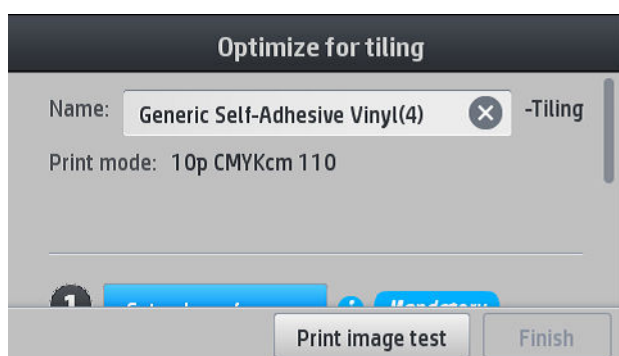 Optimize for tiling
Name: Generic Self-Adhesive Vinyl(4) -Tiling
Print mode: 10p CMYKcm 110
1 Mandatory
Print image test Finish